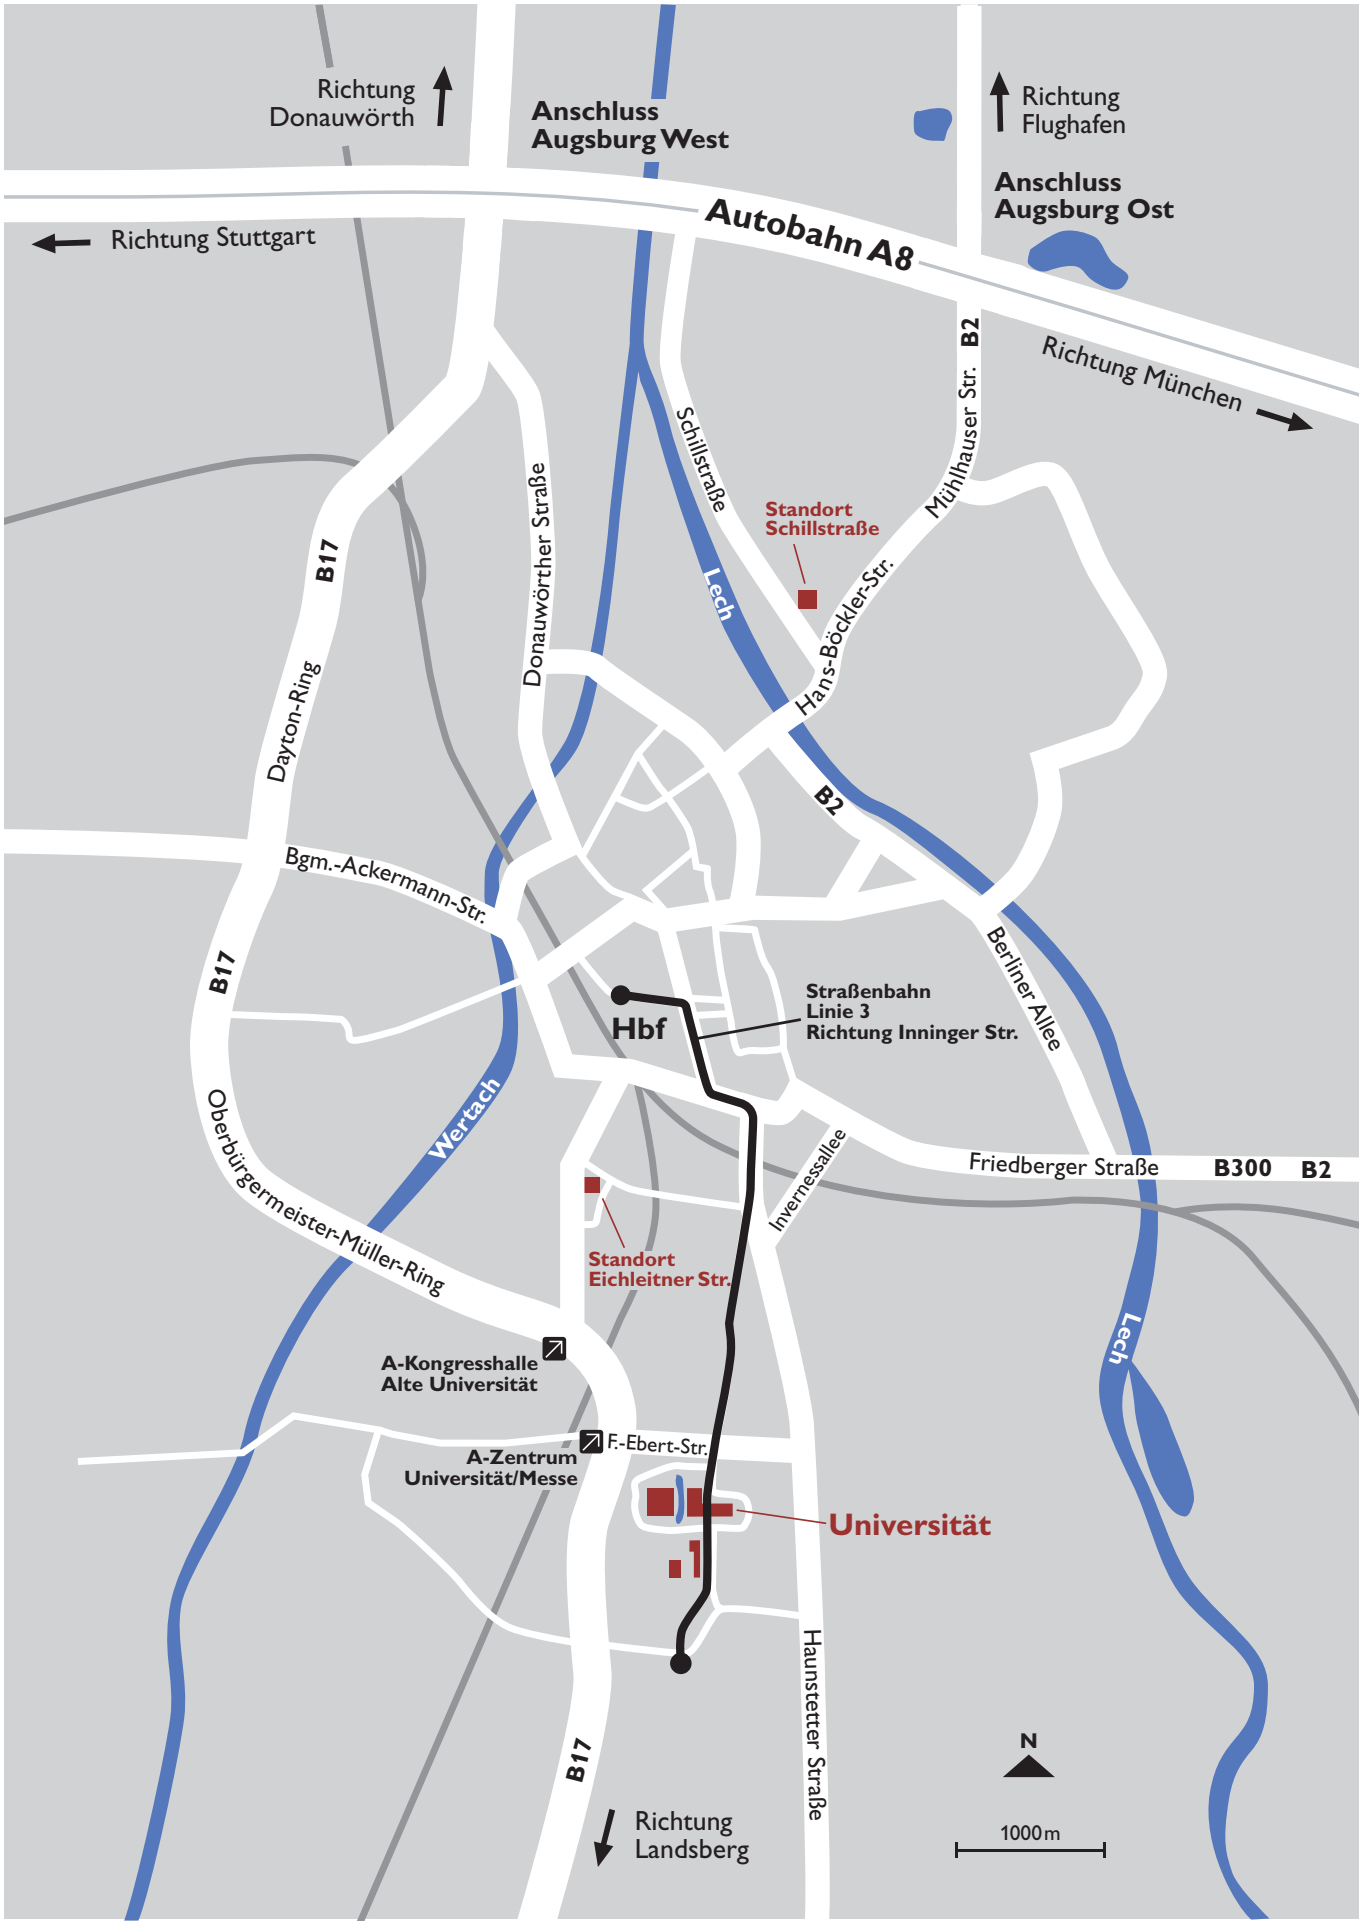 Richtung
Donauwörth
Anschluss
Augsburg West
Richtung
Flughafen
Anschluss
Augsburg Ost
Richtung Stuttgart
Autobahn A8
B2
Richtung München
Mühlhauser Str.
Schillstraße
Donauwörther Straße
Standort
Schillstraße
B17
Lech
Hans-Böckler-Str.
Dayton-Ring
B2
Bgm.-Ackermann-Str.
B17
Berliner Allee
Straßenbahn
Linie 3
Richtung Inninger Str.
Hbf
Wertach
Oberbürgermeister-Müller-Ring
Invernessallee
Friedberger Straße
B300
B2
Standort
Eichleitner Str.
Lech
A-Kongresshalle
Alte Universität
F.-Ebert-Str.
A-Zentrum
Universität/Messe
Universität
Haunstetter Straße
B17
N
Richtung
Landsberg
1000 m